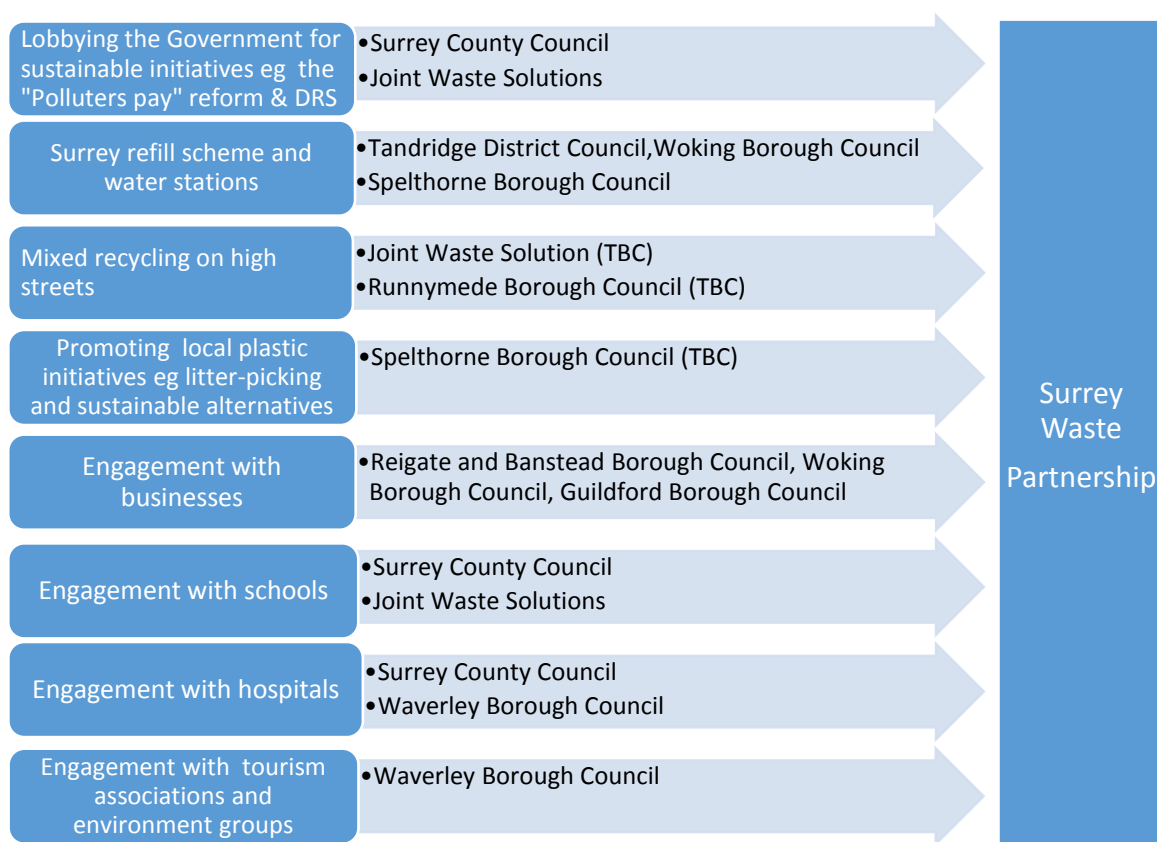 Lobbying the Government for
sustainable initiatives eg the
"Polluters pay" reform & DRS
•Surrey County Council
•Joint Waste Solutions
Surrey refill scheme and
water stations
•Tandridge District Council,Woking Borough Council
•Spelthorne Borough Council
Mixed recycling on high
streets
•Joint Waste Solution (TBC)
•Runnymede Borough Council (TBC)
Promoting local plastic
initiatives eg litter-picking
and sustainable alternatives
•Spelthorne Borough Council (TBC)
Engagement with
businesses
•Reigate and Banstead Borough Council, Woking
Borough Council, Guildford Borough Council
Engagement with schools
•Surrey County Council
•Joint Waste Solutions
Engagement with hospitals
•Surrey County Council
•Waverley Borough Council
Engagement with tourism
associations and
environment groups
•Waverley Borough Council
Surrey
Waste
Partnership